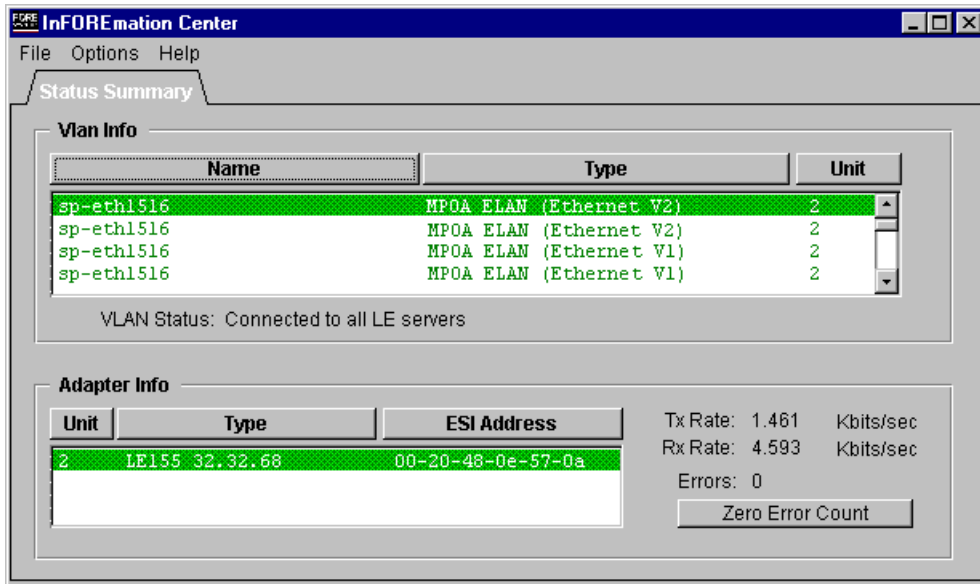 FORE InFOREmation Center
File Options Help
Status Summary
Vlan Info
Name Type Unit
sp-eth1516 MPOA ELAN (Ethernet V2) 2
sp-eth1516 MPOA ELAN (Ethernet V2) 2
sp-eth1516 MPOA ELAN (Ethernet V1) 2
sp-eth1516 MPOA ELAN (Ethernet V1) 2
VLAN Status: Connected to all LE servers
Adapter Info
Unit Type ESI Address
2 LE155 32.32.68 00-20-48-0e-57-0a
Tx Rate: 1.461 Kbits/sec
Rx Rate: 4.593 Kbits/sec
Errors: 0
Zero Error Count